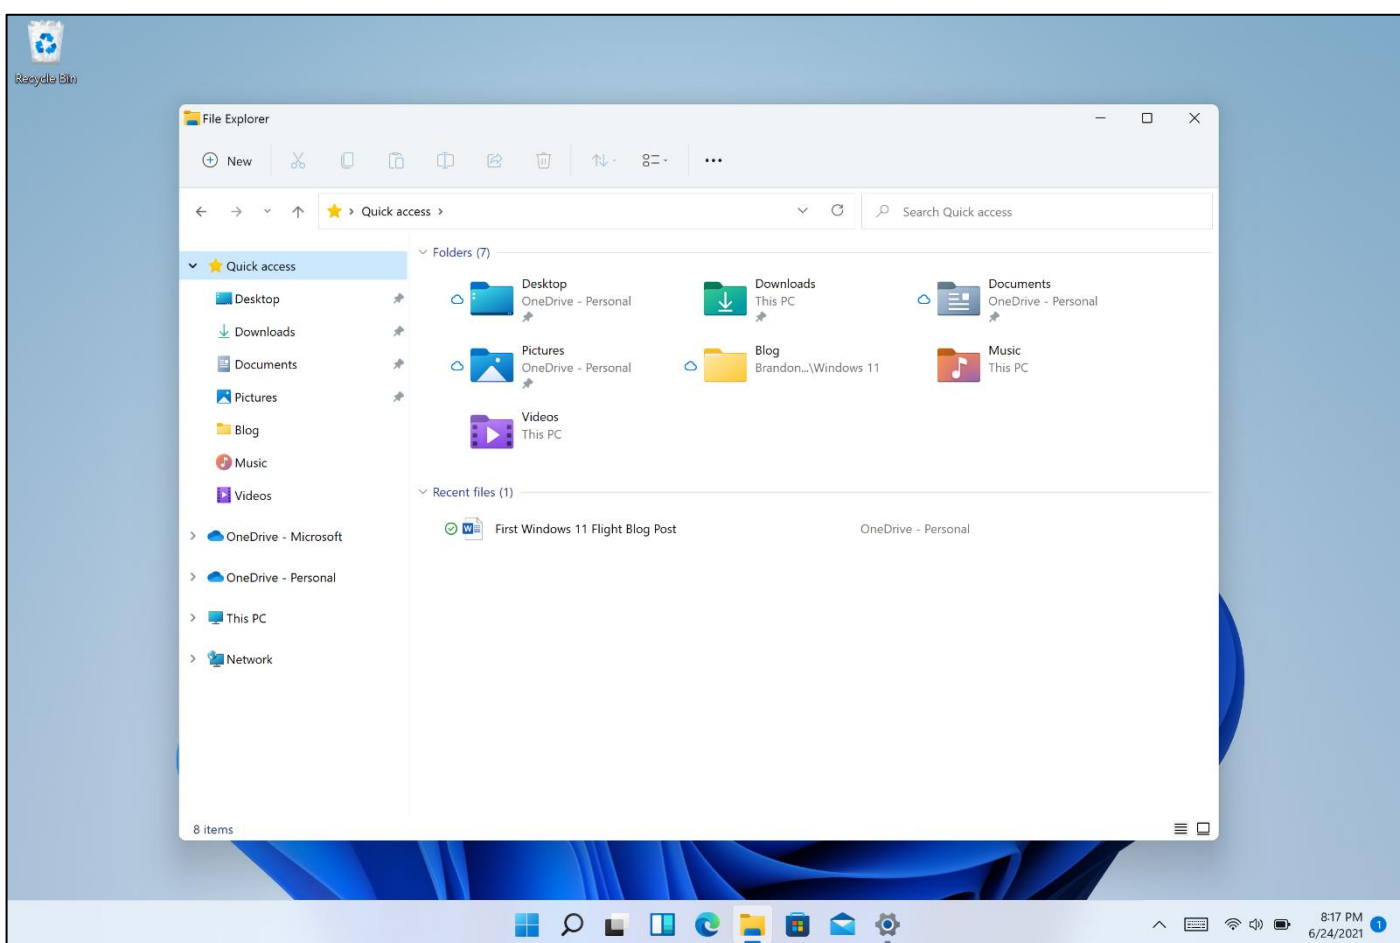 Recycle Bin
File Explorer
New
Quick access
Search Quick access
Quick access
Desktop
Downloads
Documents
Pictures
Blog
Music
Videos
OneDrive - Microsoft
OneDrive - Personal
This PC
Network
Folders (7)
Desktop
OneDrive - Personal
Downloads
This PC
Documents
OneDrive - Personal
Pictures
OneDrive - Personal
Blog
Brandon...\Windows 11
Music
This PC
Videos
This PC
Recent files (1)
First Windows 11 Flight Blog Post
OneDrive - Personal
8 items
8:17 PM
6/24/2021
1